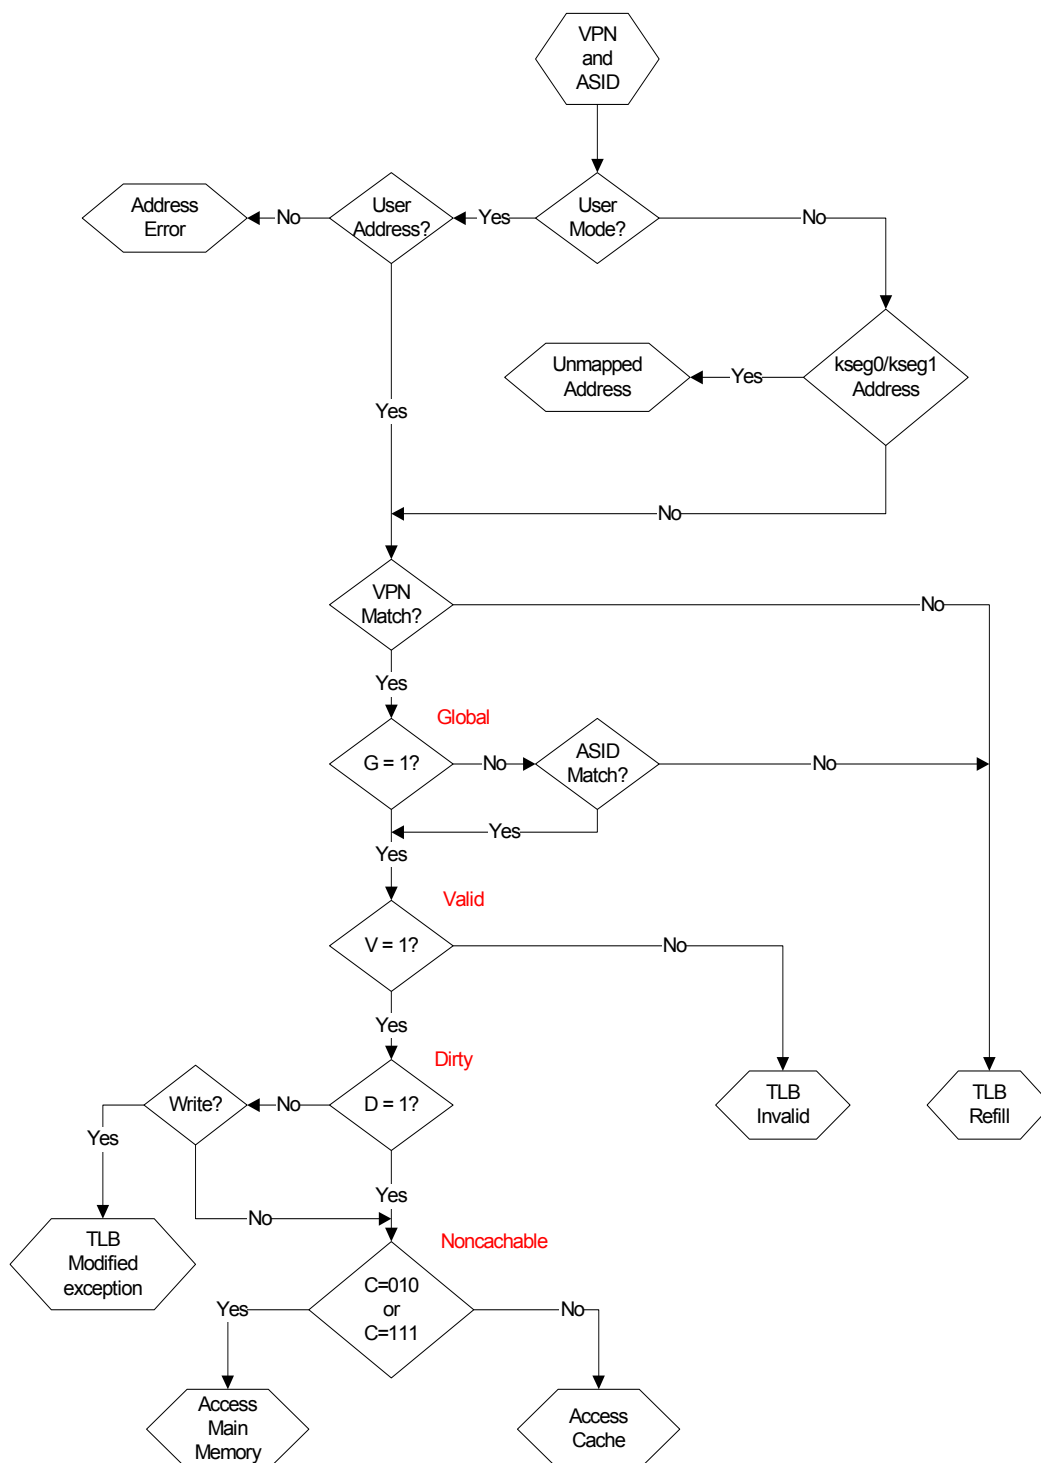 VPN
and
ASID
Address
Error
No
User
Address?
Yes
User
Mode?
No
Unmapped
Address
Yes
kseg0/kseg1
Address
Yes
No
VPN
Match?
No
Yes
Global
G = 1?
No
ASID
Match?
No
Yes
Yes
Valid
V = 1?
No
Yes
Dirty
Write?
No
D = 1?
TLB
Invalid
TLB
Refill
Yes
Yes
No
TLB
Modified
exception
Noncachable
C=010
or
C=111
Yes
No
Access
Main
Memory
Access
Cache